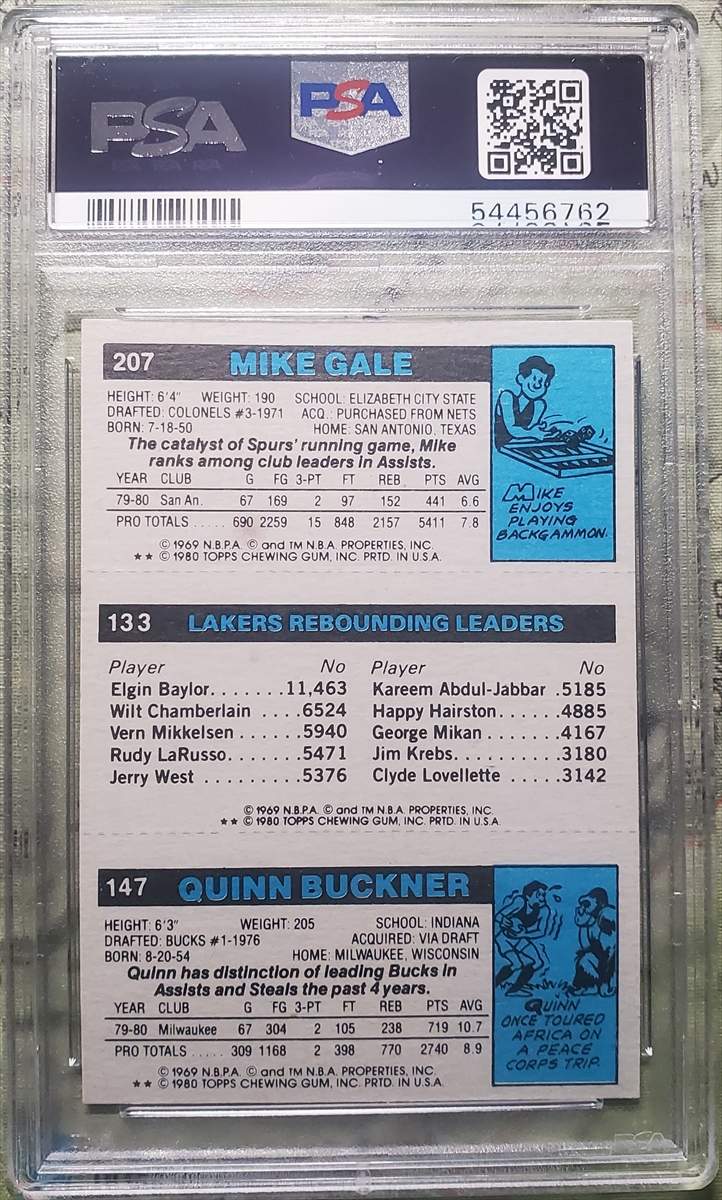 PSA
PSA
54456762
207 MIKE GALE
HEIGHT: 6'4" WEIGHT: 190 SCHOOL: ELIZABETH CITY STATE
DRAFTED: COLONELS #3-1971 ACQ.: PURCHASED FROM NETS
BORN: 7-18-50 HOME: SAN ANTONIO, TEXAS
The catalyst of Spurs' running game, Mike
ranks among club leaders in Assists.
YEAR CLUB G FG 3-PT FT REB. PTS AVG
79-80 San An. 67 169 2 97 152 441 6.6
PRO TOTALS ..... 690 2259 15 848 2157 5411 7.8
© 1969 N.B.P.A. © and TM N.B.A. PROPERTIES, INC.
★★ © 1980 TOPPS CHEWING GUM, INC. PRTD. IN U.S.A.
MIKE
ENJOYS
PLAYING
BACKGAMMON.
133 LAKERS REBOUNDING LEADERS
Player No Player No
Elgin Baylor.......11,463 Kareem Abdul-Jabbar .5185
Wilt Chamberlain ....6524 Happy Hairston......4885
Vern Mikkelsen ......5940 George Mikan .......4167
Rudy LaRusso........5471 Jim Krebs..........3180
Jerry West .........5376 Clyde Lovellette .....3142
© 1969 N.B.P.A. © and TM N.B.A. PROPERTIES, INC.
★★ © 1980 TOPPS CHEWING GUM, INC. PRTD. IN U.S.A.
147 QUINN BUCKNER
HEIGHT: 6'3" WEIGHT: 205 SCHOOL: INDIANA
DRAFTED: BUCKS #1-1976 ACQUIRED: VIA DRAFT
BORN: 8-20-54 HOME: MILWAUKEE, WISCONSIN
Quinn has distinction of leading Bucks in
Assists and Steals the past 4 years.
YEAR CLUB G FG 3-PT FT REB PTS AVG
79-80 Milwaukee 67 304 2 105 238 719 10.7
PRO TOTALS ..... 309 1168 2 398 770 2740 8.9
© 1969 N.B.P.A. © and TM N.B.A. PROPERTIES, INC.
★★ © 1980 TOPPS CHEWING GUM, INC. PRTD. IN U.S.A.
QUINN
ONCE TOURED
AFRICA ON
A PEACE
CORPS TRIP.
PSA